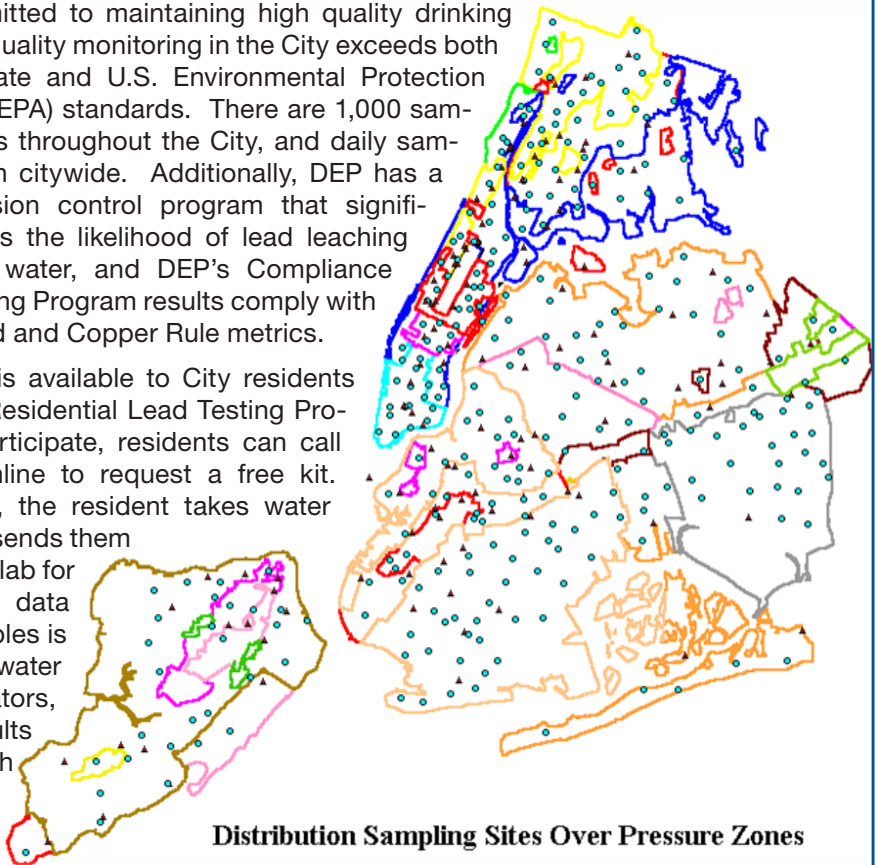 mitted to maintaining high quality drinking
uality monitoring in the City exceeds both
ate and U.S. Environmental Protection
EPA) standards. There are 1,000 sam-
s throughout the City, and daily sam-
n citywide. Additionally, DEP has a
sion control program that signifi-
s the likelihood of lead leaching
water, and DEP's Compliance
ng Program results comply with
d and Copper Rule metrics.
is available to City residents
Residential Lead Testing Pro-
articipate, residents can call
nline to request a free kit.
, the resident takes water
sends them
lab for
data
ples is
water
ators,
ults
h
Distribution Sampling Sites Over Pressure Zones